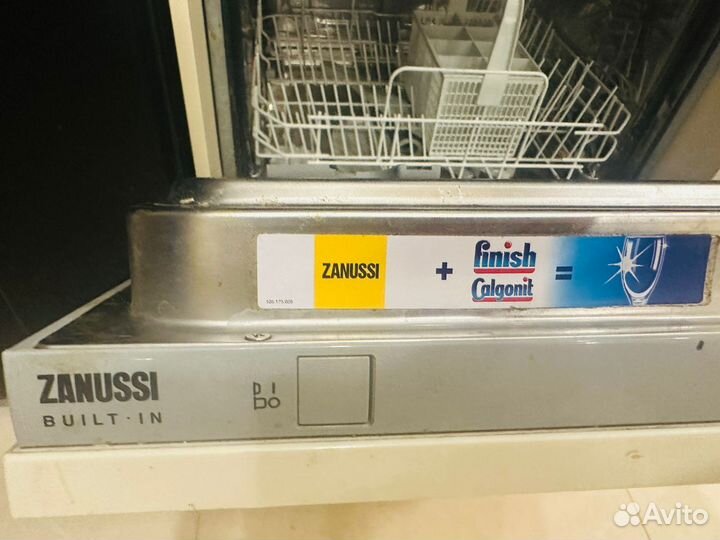 ZANUSSI
+
finish
Calgonit
=
ZANUSSI
BUILT·IN
Avito